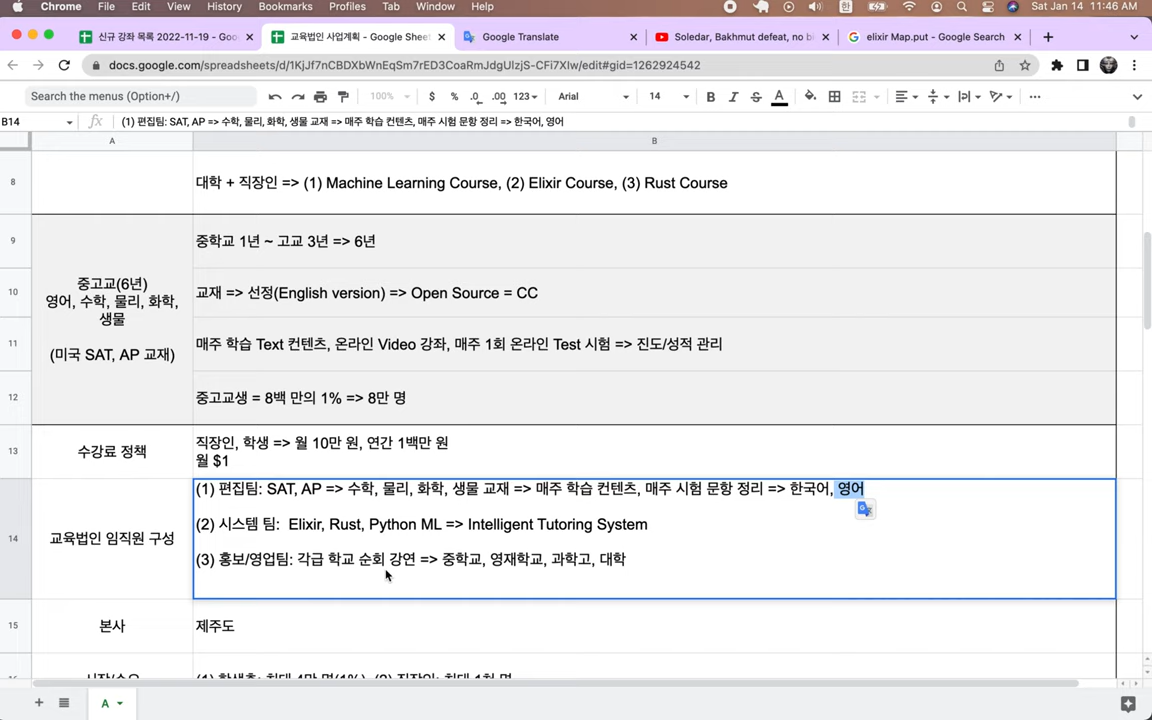 Chrome File Edit View History Bookmarks Profiles Tab Window Help 한 Sat Jan 14 11:46 AM
신규 강좌 목록 2022-11-19 - Goo
교육법인 사업계획 - Google Sheet
Google Translate
Soledar, Bakhmut defeat, no bl
elixir Map.put - Google Search
docs.google.com/spreadsheets/d/1KjJf7nCBDXbWnEqSm7rED3CoaRmJdgUlzjS-CFi7XIw/edit#gid=1262924542
Search the menus (Option+/) 100% $ % .0 .00 123 Arial 14 B I S A
B14 fx (1) 편집팀: SAT, AP => 수학, 물리, 화학, 생물 교재 => 매주 학습 컨텐츠, 매주 시험 문항 정리 => 한국어, 영어
A B
8 대학 + 직장인 => (1) Machine Learning Course, (2) Elixir Course, (3) Rust Course
9 중학교 1년 ~ 고교 3년 => 6년
중고교(6년)
영어, 수학, 물리, 화학,
생물
(미국 SAT, AP 교재)
10 교재 => 선정(English version) => Open Source = CC
11 매주 학습 Text 컨텐츠, 온라인 Video 강좌, 매주 1회 온라인 Test 시험 => 진도/성적 관리
12 중고교생 = 8백 만의 1% => 8만 명
13 수강료 정책 직장인, 학생 => 월 10만 원, 연간 1백만 원
월 $1
14 교육법인 임직원 구성 (1) 편집팀: SAT, AP => 수학, 물리, 화학, 생물 교재 => 매주 학습 컨텐츠, 매주 시험 문항 정리 => 한국어, 영어
(2) 시스템 팀: Elixir, Rust, Python ML => Intelligent Tutoring System
(3) 홍보/영업팀: 각급 학교 순회 강연 => 중학교, 영재학교, 과학고, 대학
15 본사 제주도
A